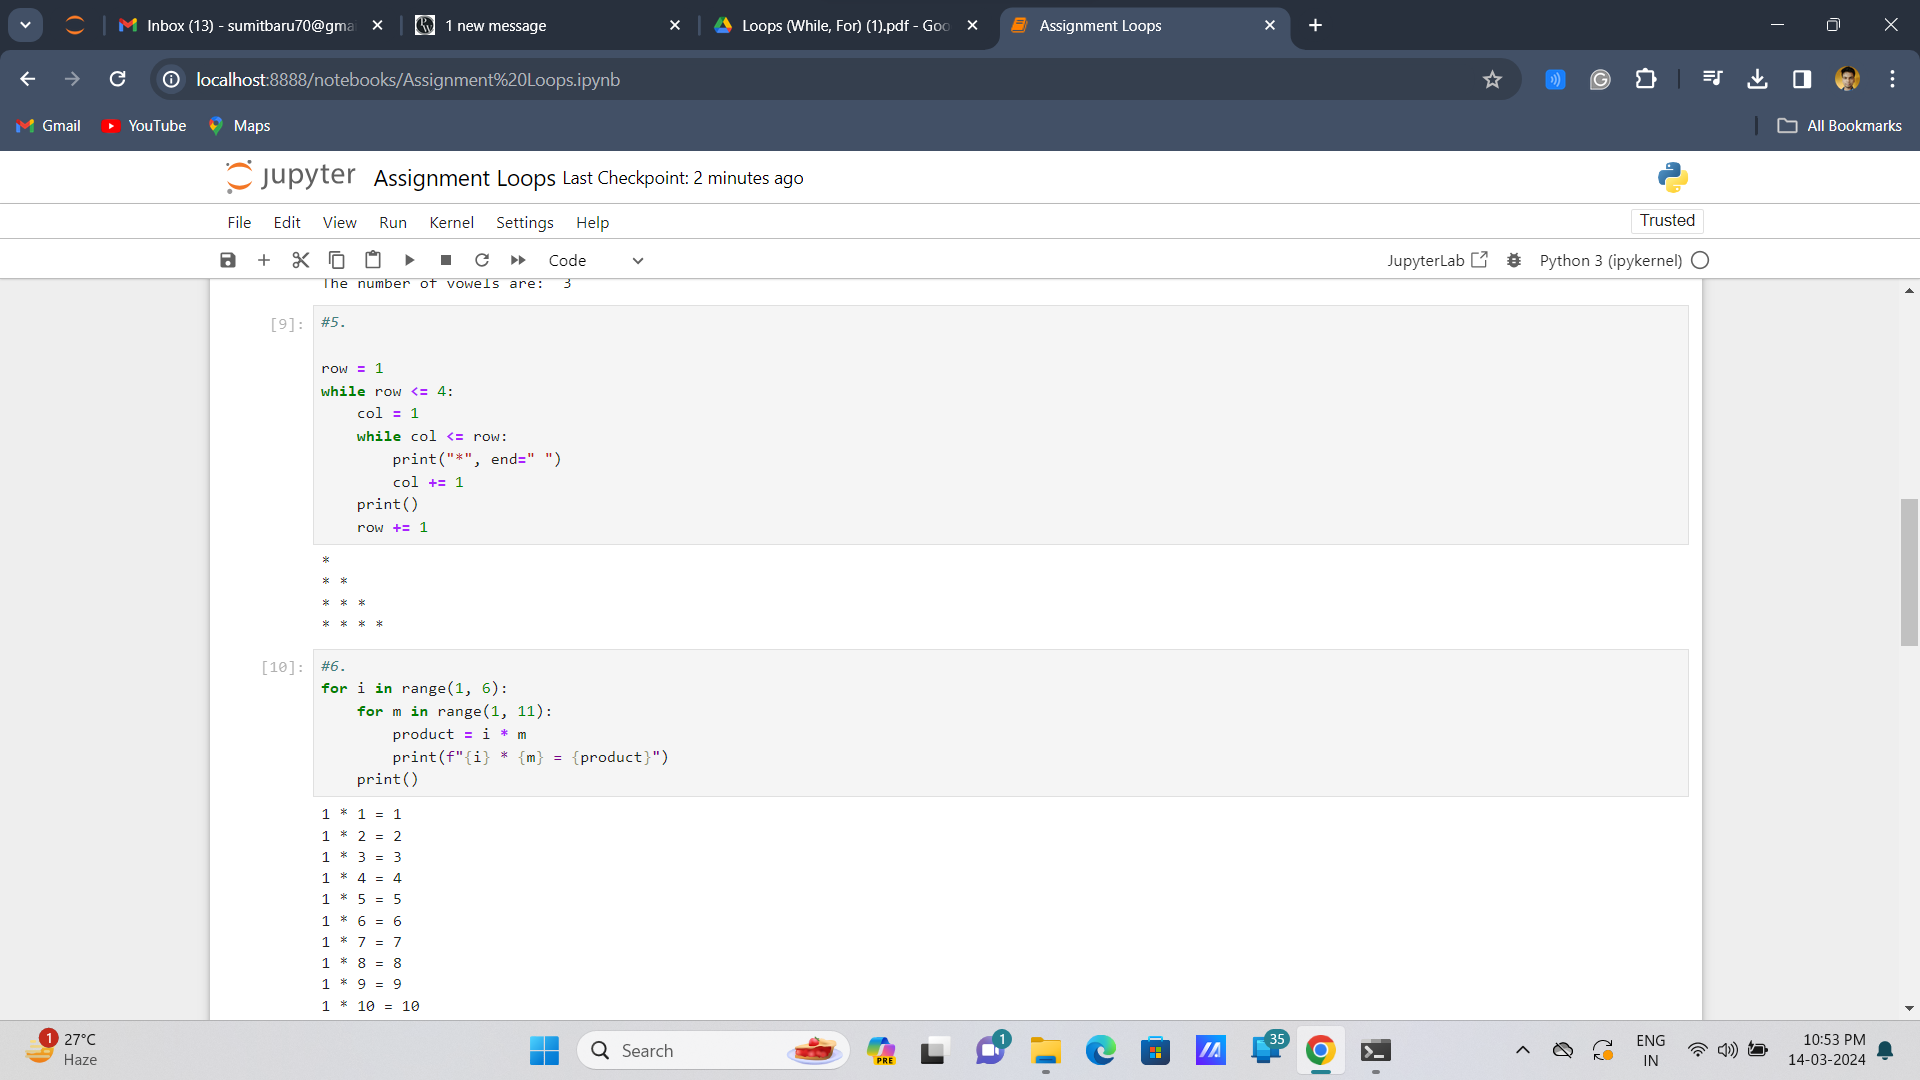 Inbox (13) - sumitbaru70@gma
1 new message
Loops (While, For) (1).pdf - Goo
Assignment Loops
localhost:8888/notebooks/Assignment%20Loops.ipynb
Gmail
YouTube
Maps
All Bookmarks
jupyter Assignment Loops Last Checkpoint: 2 minutes ago
File Edit View Run Kernel Settings Help
Trusted
Code
JupyterLab
Python 3 (ipykernel)
The number of vowels are:  3
[9]:
#5.
row = 1
while row <= 4:
    col = 1
    while col <= row:
        print("*", end=" ")
        col += 1
    print()
    row += 1
*
* *
* * *
* * * *
[10]:
#6.
for i in range(1, 6):
    for m in range(1, 11):
        product = i * m
        print(f"{i} * {m} = {product}")
    print()
1 * 1 = 1
1 * 2 = 2
1 * 3 = 3
1 * 4 = 4
1 * 5 = 5
1 * 6 = 6
1 * 7 = 7
1 * 8 = 8
1 * 9 = 9
1 * 10 = 10
1
27°C
Haze
Search
PRE
1
35
ENG
IN
10:53 PM
14-03-2024